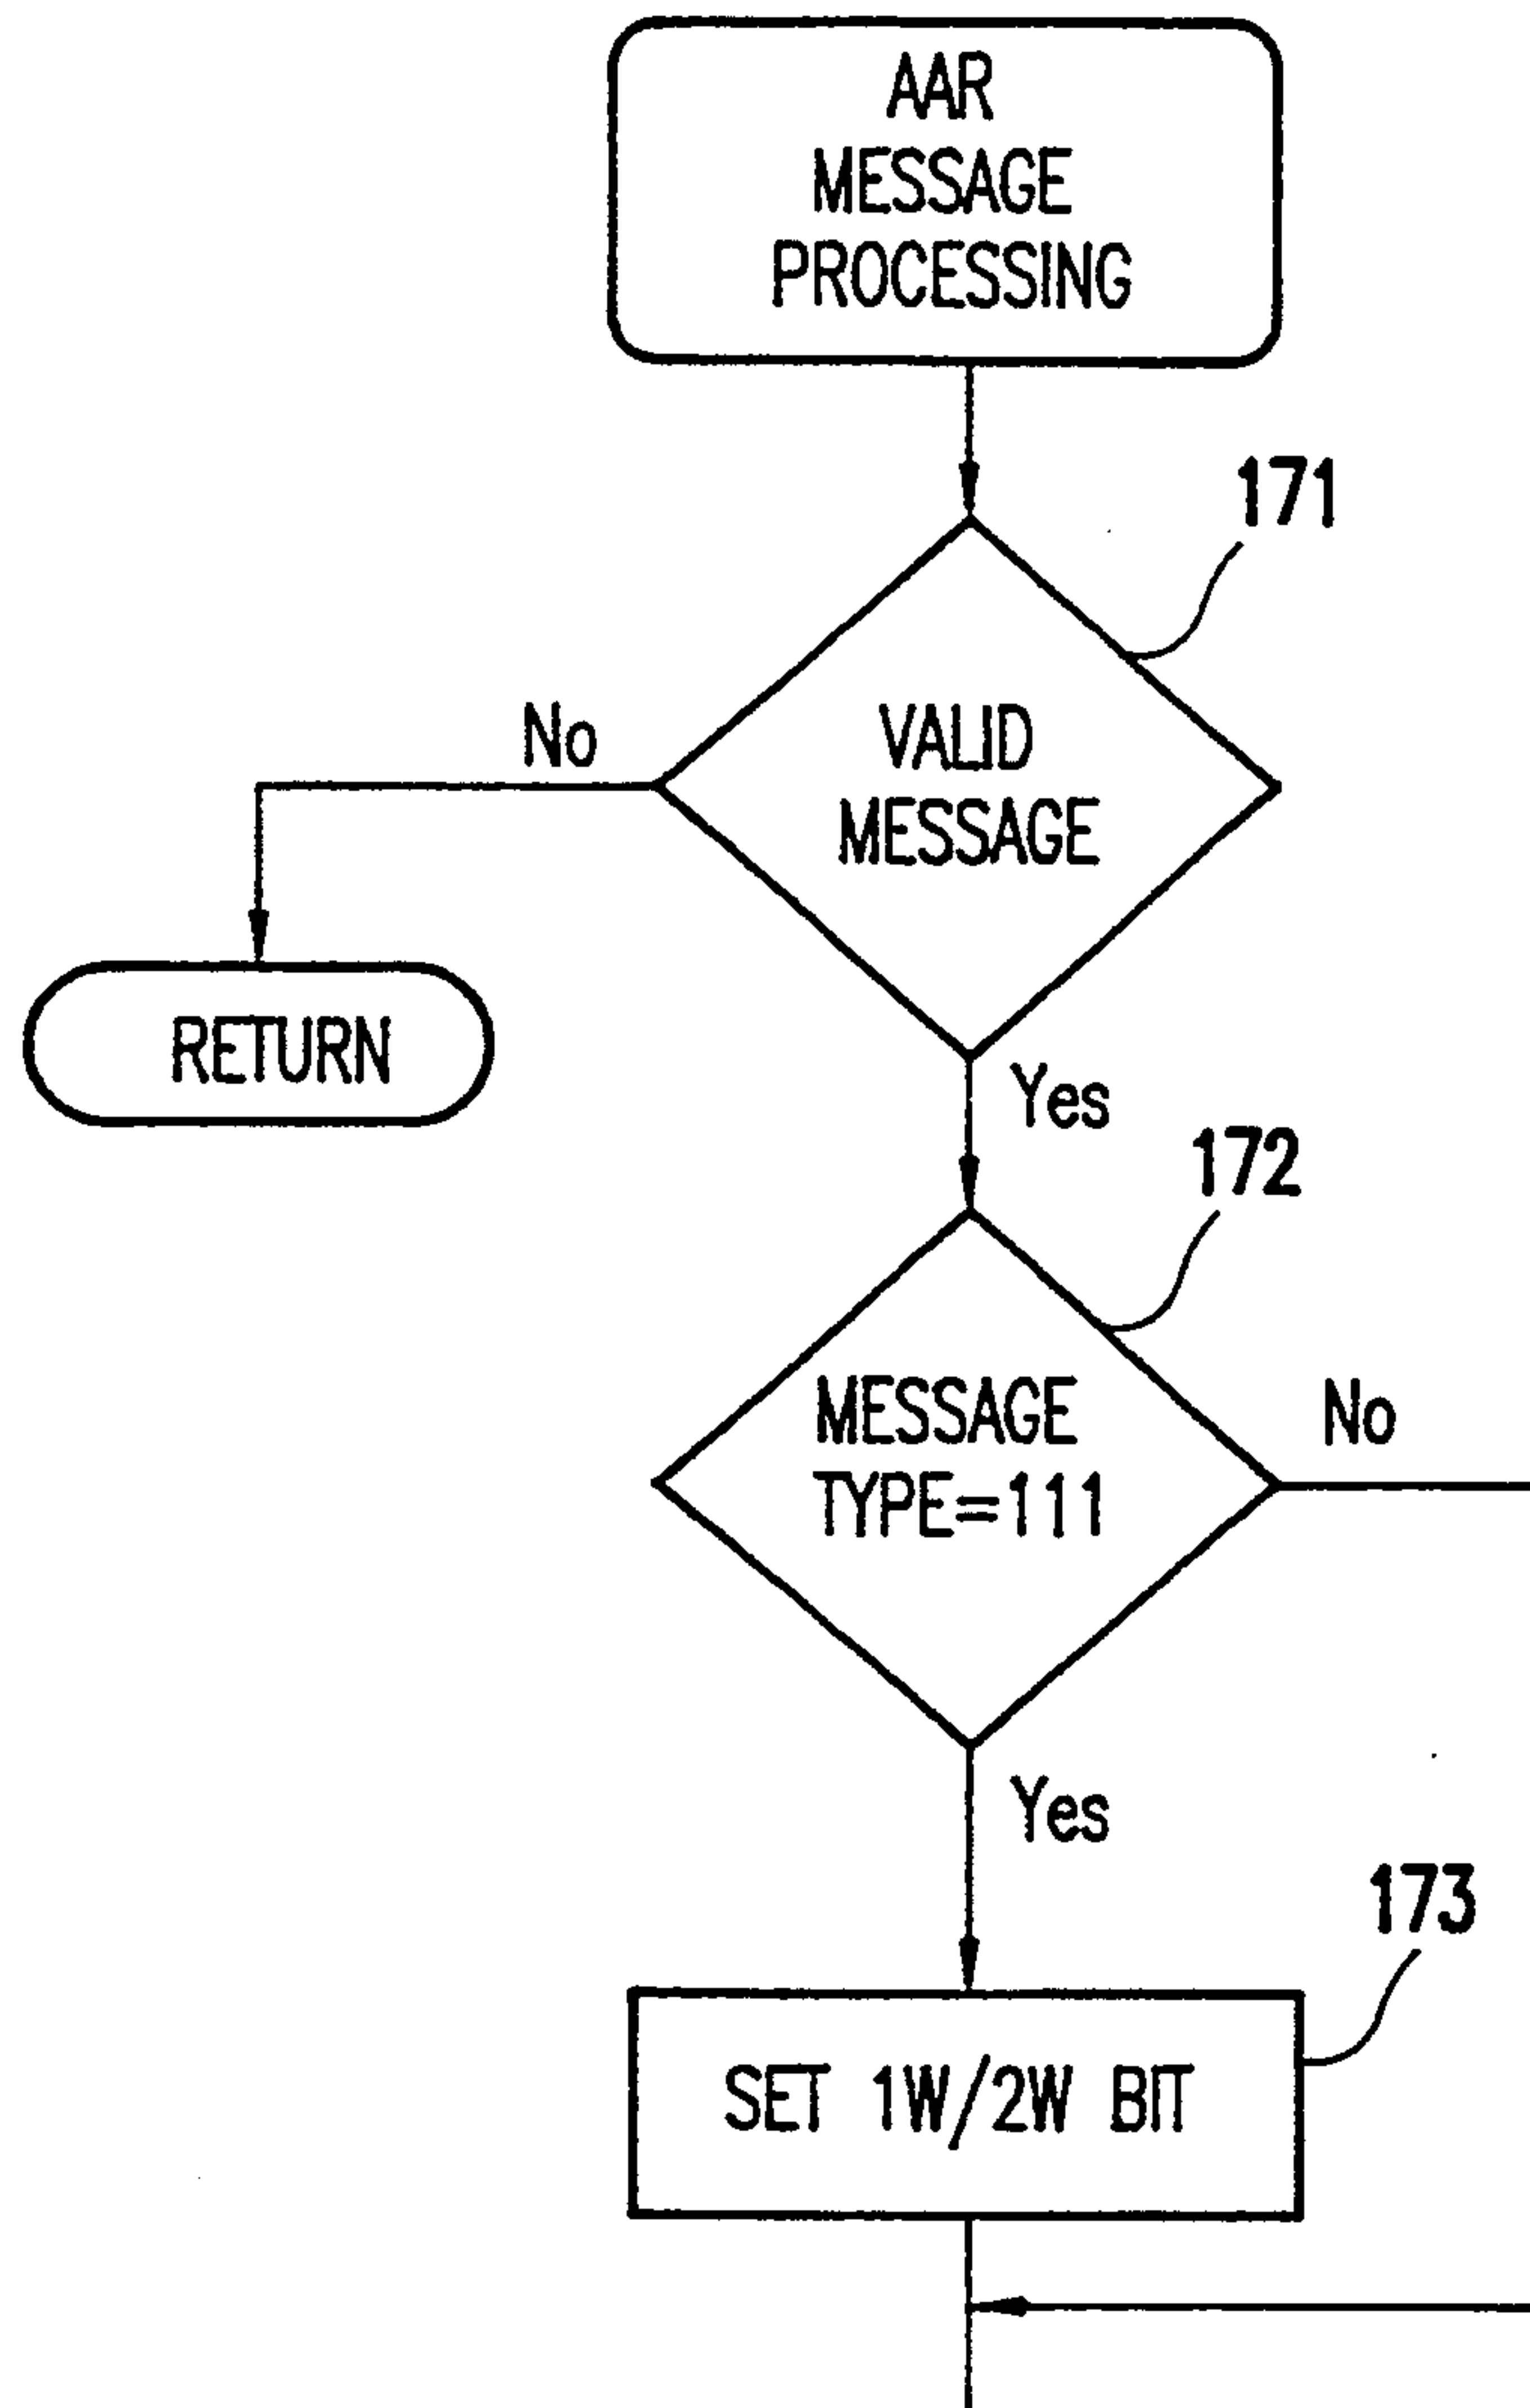 AAR
MESSAGE
PROCESSING
171
No
VALID
MESSAGE
RETURN
Yes
172
MESSAGE
TYPE=111
No
Yes
173
SET 1W/2W BIT